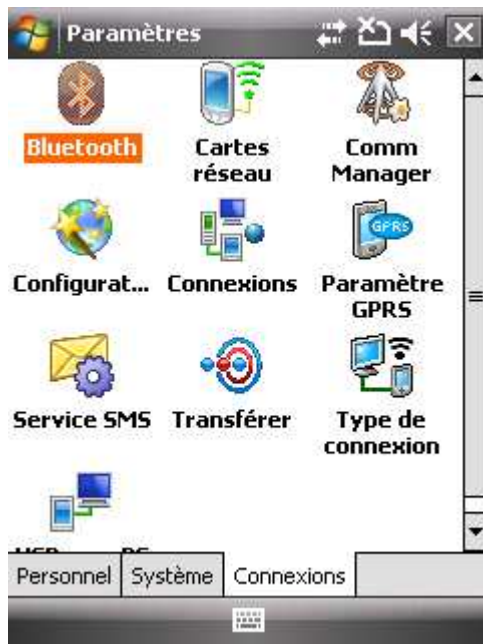 Paramètres
Bluetooth
Cartes réseau
Comm Manager
Configurat...
Connexions
Paramètre GPRS
GPRS
Service SMS
Transférer
Type de connexion
Personnel
Système
Connexions